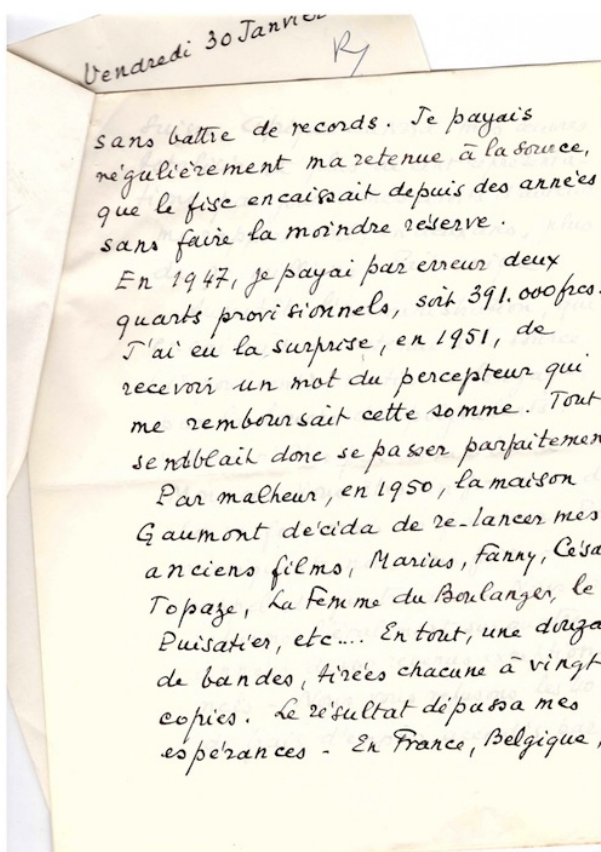 Vendredi 30 Janvier
sans battre de records. Je payais
régulièrement ma retenue à la source,
que le fisc encaissait depuis des années
sans faire la moindre réserve.
En 1947, je payai par erreur deux
quarts provisionnels, soit 391.000 frcs.
J'ai eu la surprise, en 1951, de
recevoir un mot du percepteur qui
me remboursait cette somme. Tout
semblait donc se passer parfaitemen
Par malheur, en 1950, la maison
Gaumont décida de re-lancer mes
anciens films, Marius, Fanny, Césa
Topaze, La Femme du Boulanger, le
Puisatier, etc.... En tout, une douza
de bandes, tirées chacune à vingt
copies. Le résultat dépassa mes
espérances - En France, Belgique,